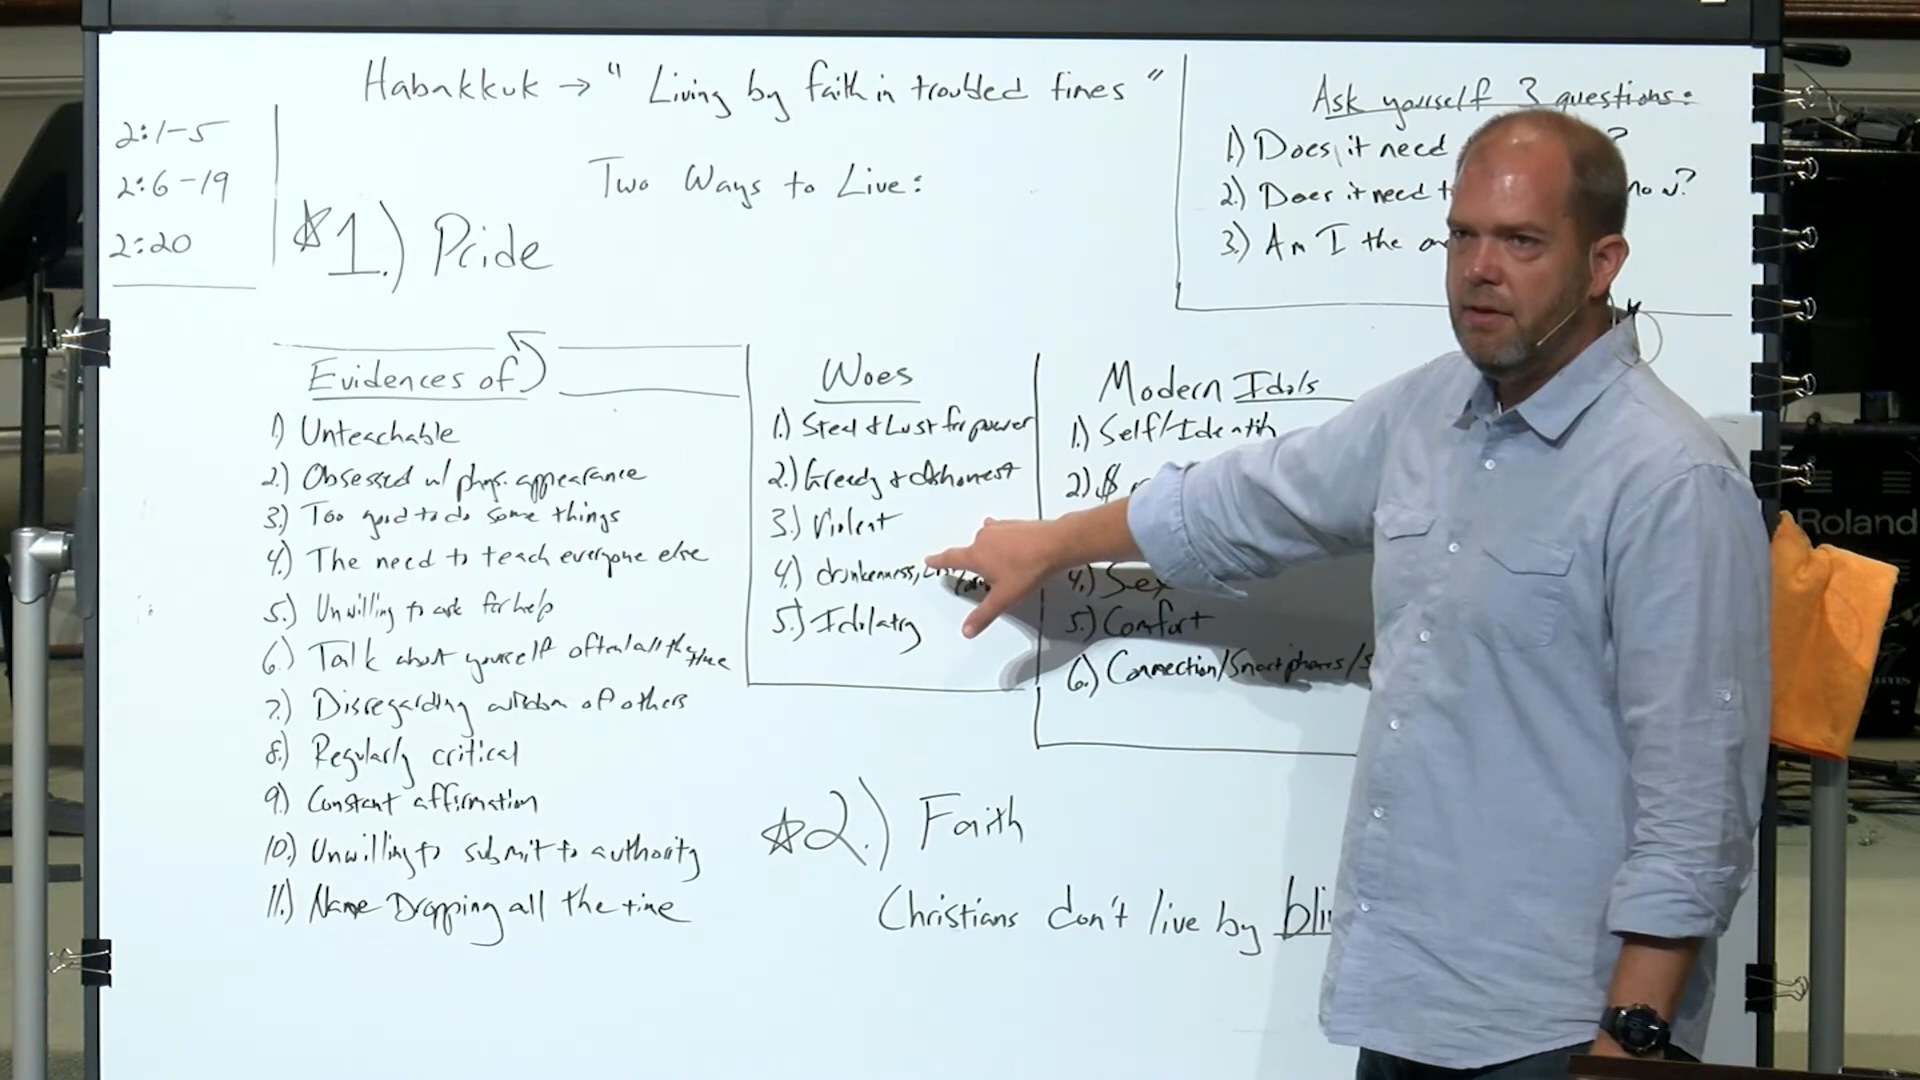 Habakkuk → "Living by faith in troubled times"
2:1-5
2:6-19
2:20
Two Ways to Live:
☆1.) Pride
Ask yourself 3 questions:
1.) Does it need ?
2.) Does it need now?
3.) Am I the
Evidences of
1) Unteachable
2.) Obsessed w/ phys. appearance
3.) Too good to do some things
4.) The need to teach everyone else
5.) Unwilling to ask for help
6.) Talk about yourself often/all the time
7.) Disregarding wisdom of others
8.) Regularly critical
9.) Constant affirmation
10.) Unwilling to submit to authority
11.) Name Dropping all the time
Woes
1.) Steal & Lust for power
2.) Greedy & dishonest
3.) Violent
4.) drunkenness,
5.) Idolatry
Modern Idols
1.) Self/Identity
2.) $
4.) Sex
5.) Comfort
6.) Connection/Smartphones/
☆2.) Faith
Christians don't live by
Roland